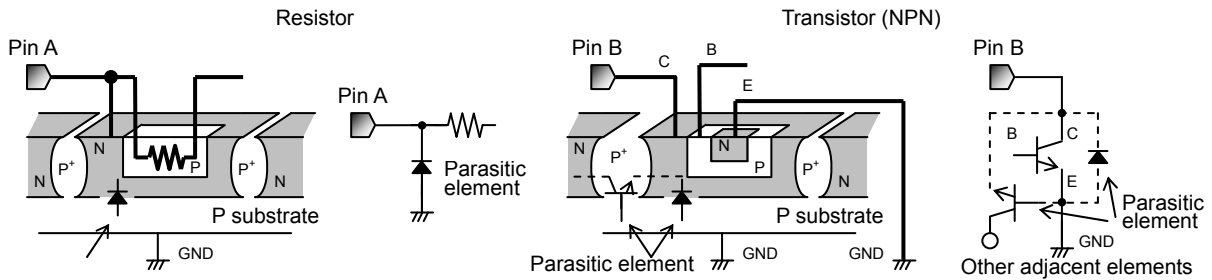 Resistor
Transistor (NPN)
Pin A
Pin A
Pin B
C
B
E
Pin B
N
N
P+
P
P+
N
Parasitic
element
P substrate
GND
N
P+
N
P
P+
N
P substrate
Parasitic element
GND
GND
B
C
E
Parasitic
element
GND
Other adjacent elements